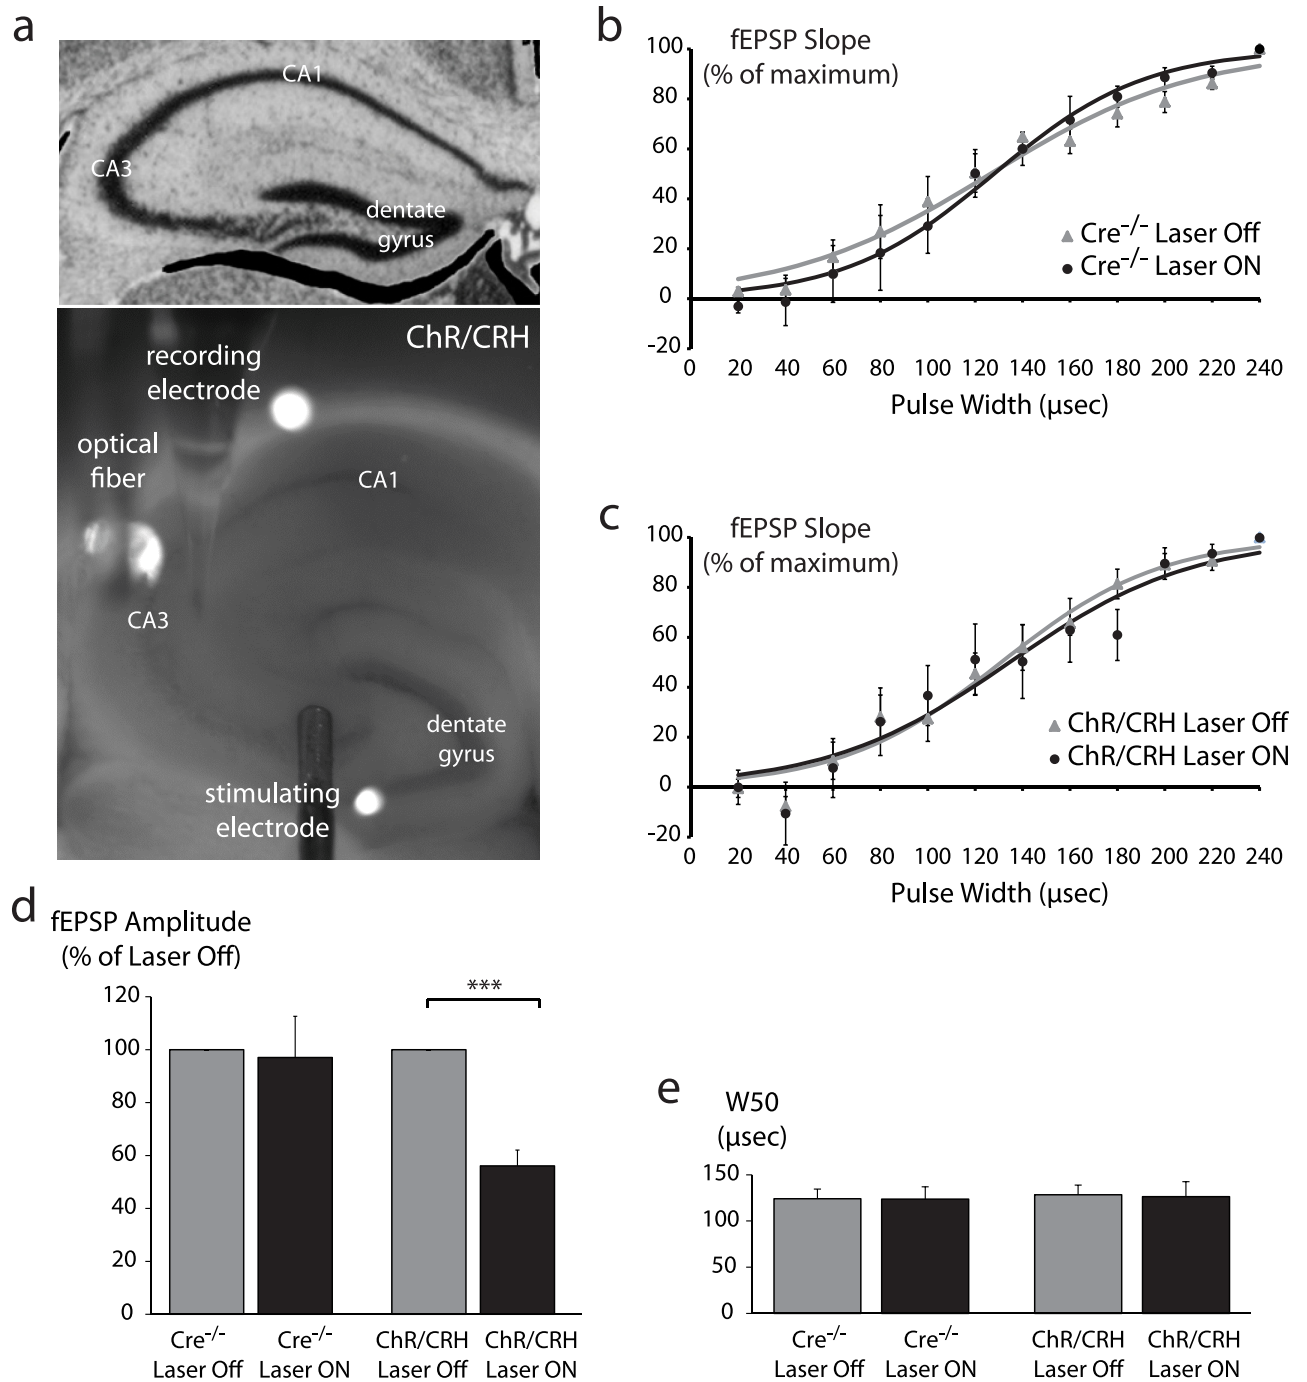 a
CA1
CA3
dentate
gyrus
ChR/CRH
recording
electrode
optical
fiber
CA1
CA3
dentate
gyrus
stimulating
electrode
b
fEPSP Slope
(% of maximum)
100
80
60
40
20
0
-20
Cre-/- Laser Off
Cre-/- Laser ON
0 20 40 60 80 100 120 140 160 180 200 220 240
Pulse Width (μsec)
c
fEPSP Slope
(% of maximum)
100
80
60
40
20
0
-20
ChR/CRH Laser Off
ChR/CRH Laser ON
0 20 40 60 80 100 120 140 160 180 200 220 240
Pulse Width (μsec)
d
fEPSP Amplitude
(% of Laser Off)
***
120
100
80
60
40
20
0
Cre-/- Cre-/- ChR/CRH ChR/CRH
Laser Off Laser ON Laser Off Laser ON
e
W50
(μsec)
150
100
50
0
Cre-/- Cre-/- ChR/CRH ChR/CRH
Laser Off Laser ON Laser Off Laser ON